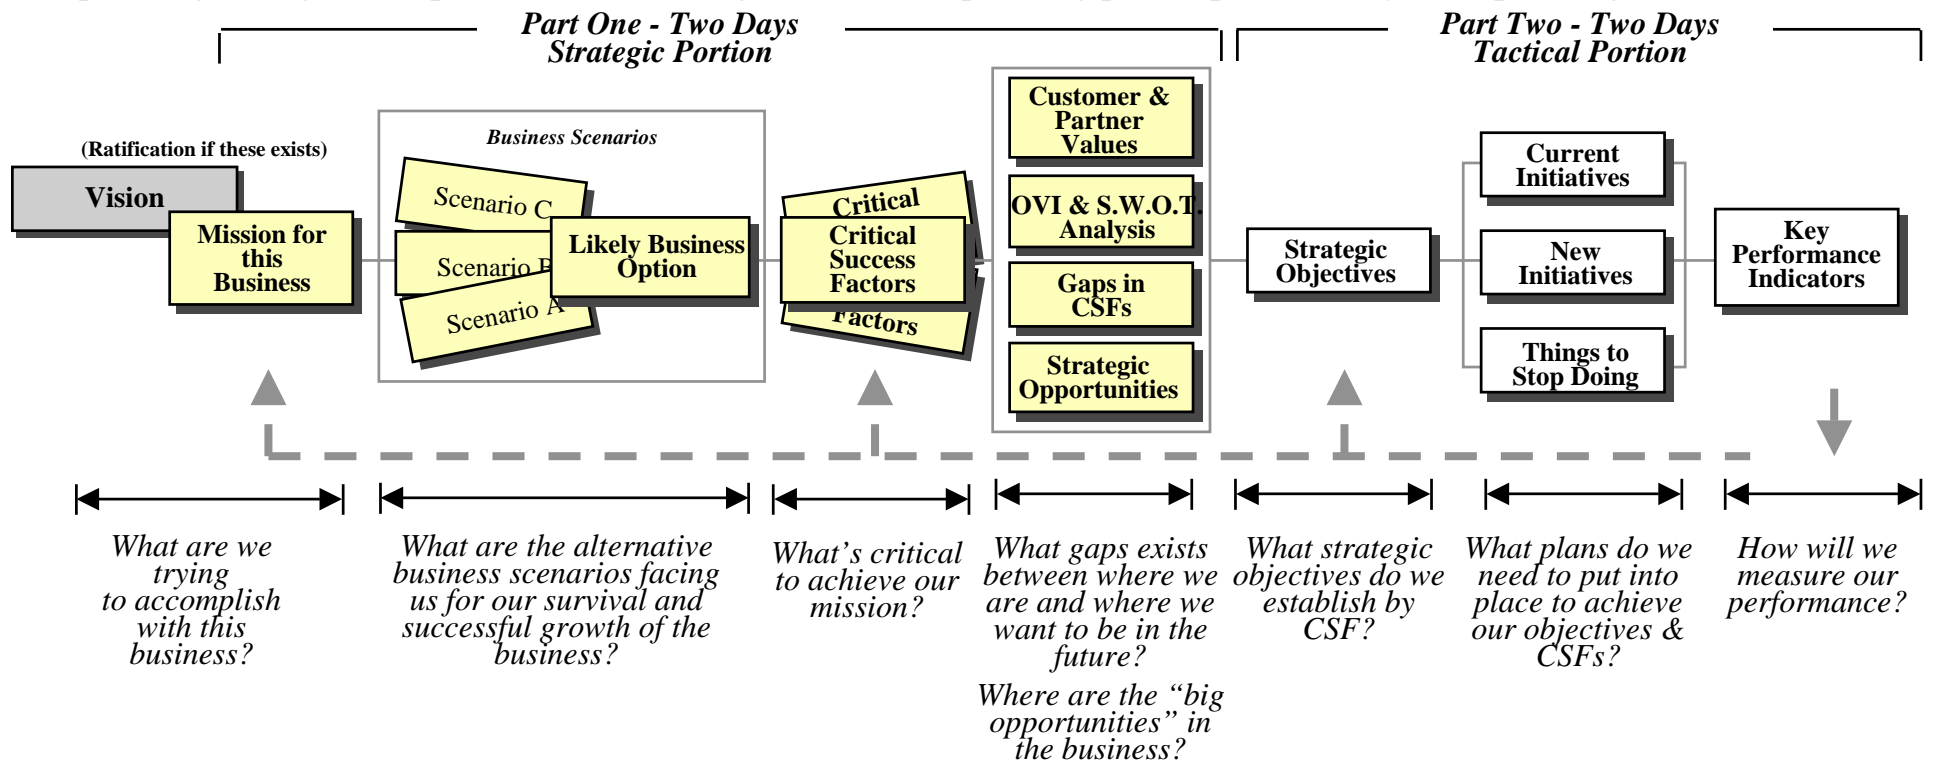 Part One - Two Days
Strategic Portion
Part Two - Two Days
Tactical Portion
(Ratification if these exists)
Vision
Mission for
this
Business
Business Scenarios
Scenario C
Scenario B
Scenario A
Likely Business
Option
Critical
Critical
Success
Factors
Factors
Customer &
Partner
Values
OVI & S.W.O.T.
Analysis
Gaps in
CSFs
Strategic
Opportunities
Strategic
Objectives
Current
Initiatives
New
Initiatives
Things to
Stop Doing
Key
Performance
Indicators
What are we
trying
to accomplish
with this
business?
What are the alternative
business scenarios facing
us for our survival and
successful growth of the
business?
What’s critical
to achieve our
mission?
What gaps exists
between where we
are and where we
want to be in the
future?
Where are the “big
opportunities” in
the business?
What strategic
objectives do we
establish by
CSF?
What plans do we
need to put into
place to achieve
our objectives &
CSFs?
How will we
measure our
performance?